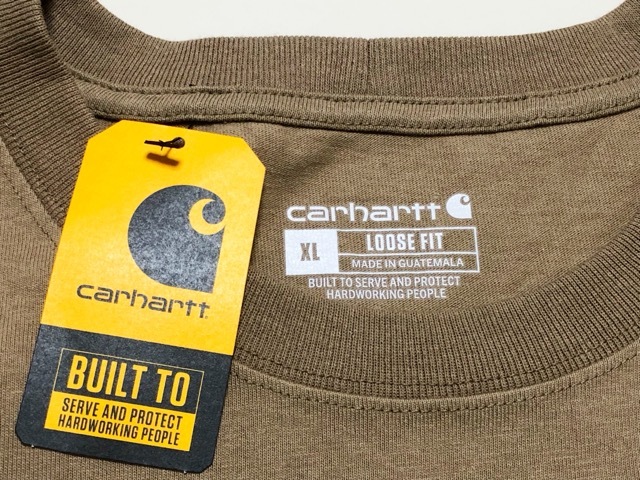 carhartt
BUILT TO
SERVE AND PROTECT
HARDWORKING PEOPLE
carhartt
XL
LOOSE FIT
MADE IN GUATEMALA
BUILT TO SERVE AND PROTECT
HARDWORKING PEOPLE